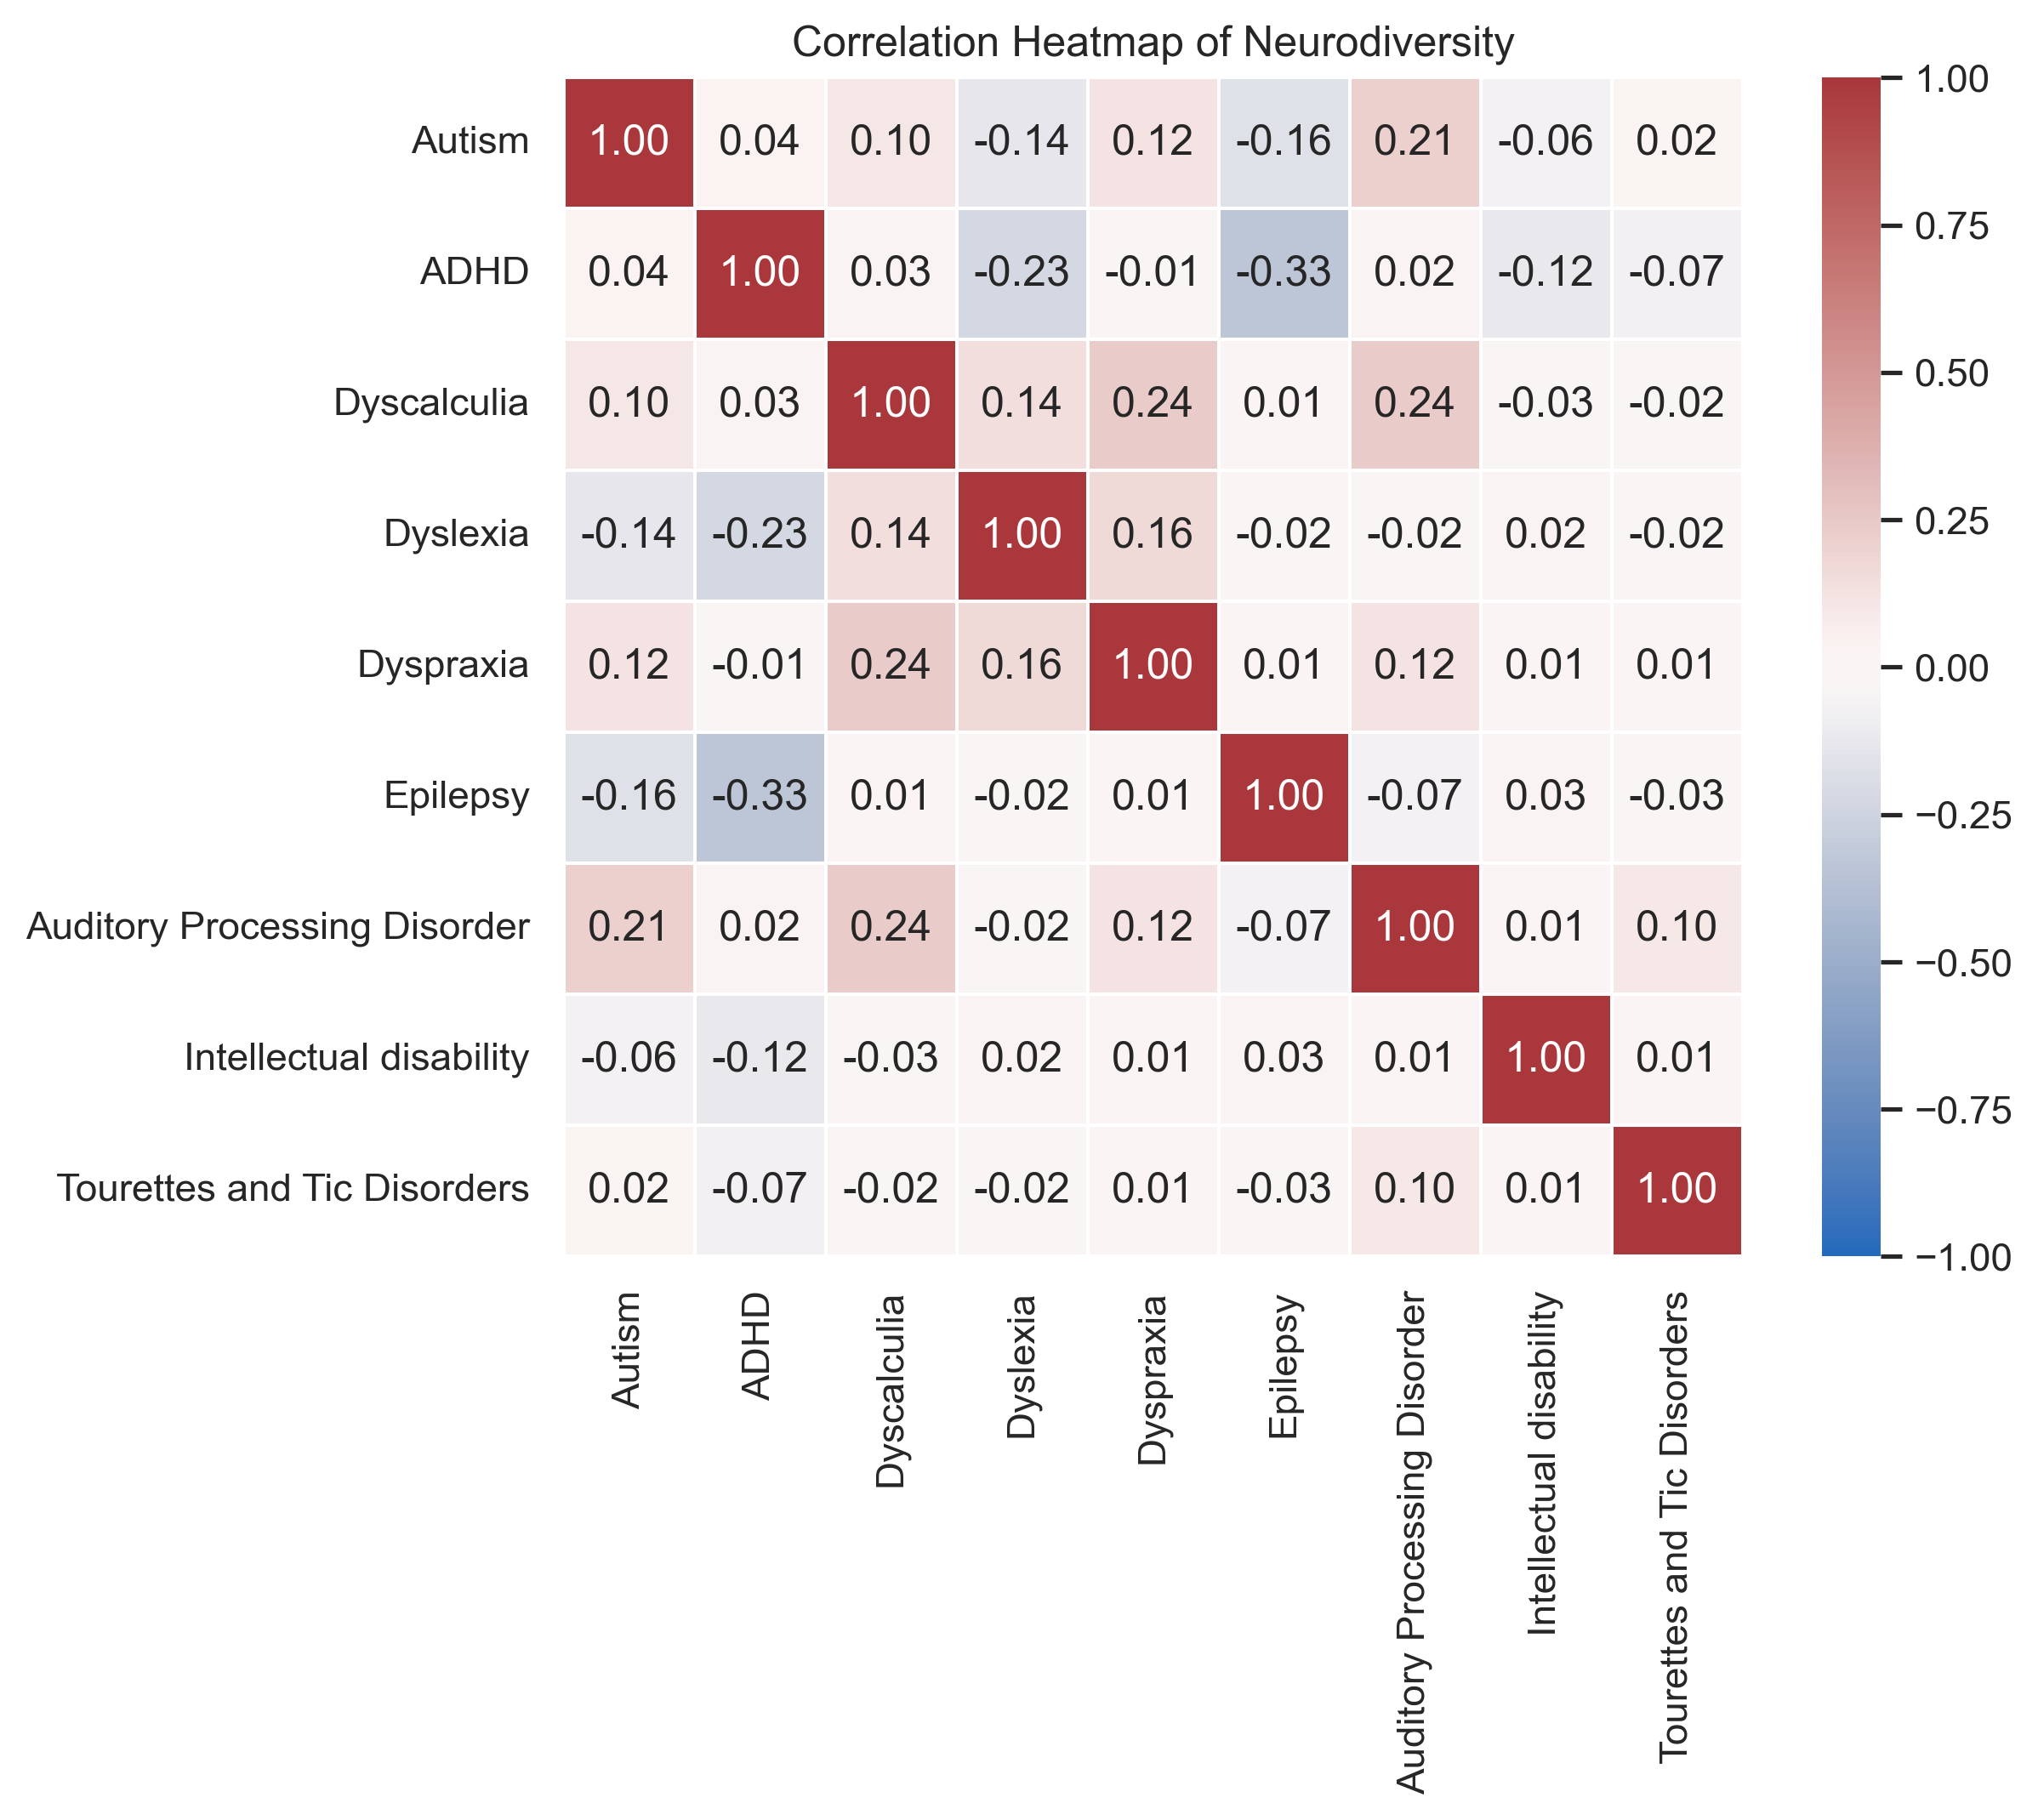 Correlation Heatmap of Neurodiversity
Autism 1.00 0.04 0.10 -0.14 0.12 -0.16 0.21 -0.06 0.02
ADHD 0.04 1.00 0.03 -0.23 -0.01 -0.33 0.02 -0.12 -0.07
Dyscalculia 0.10 0.03 1.00 0.14 0.24 0.01 0.24 -0.03 -0.02
Dyslexia -0.14 -0.23 0.14 1.00 0.16 -0.02 -0.02 0.02 -0.02
Dyspraxia 0.12 -0.01 0.24 0.16 1.00 0.01 0.12 0.01 0.01
Epilepsy -0.16 -0.33 0.01 -0.02 0.01 1.00 -0.07 0.03 -0.03
Auditory Processing Disorder 0.21 0.02 0.24 -0.02 0.12 -0.07 1.00 0.01 0.10
Intellectual disability -0.06 -0.12 -0.03 0.02 0.01 0.03 0.01 1.00 0.01
Tourettes and Tic Disorders 0.02 -0.07 -0.02 -0.02 0.01 -0.03 0.10 0.01 1.00
Autism
ADHD
Dyscalculia
Dyslexia
Dyspraxia
Epilepsy
Auditory Processing Disorder
Intellectual disability
Tourettes and Tic Disorders
1.00
0.75
0.50
0.25
0.00
−0.25
−0.50
−0.75
−1.00